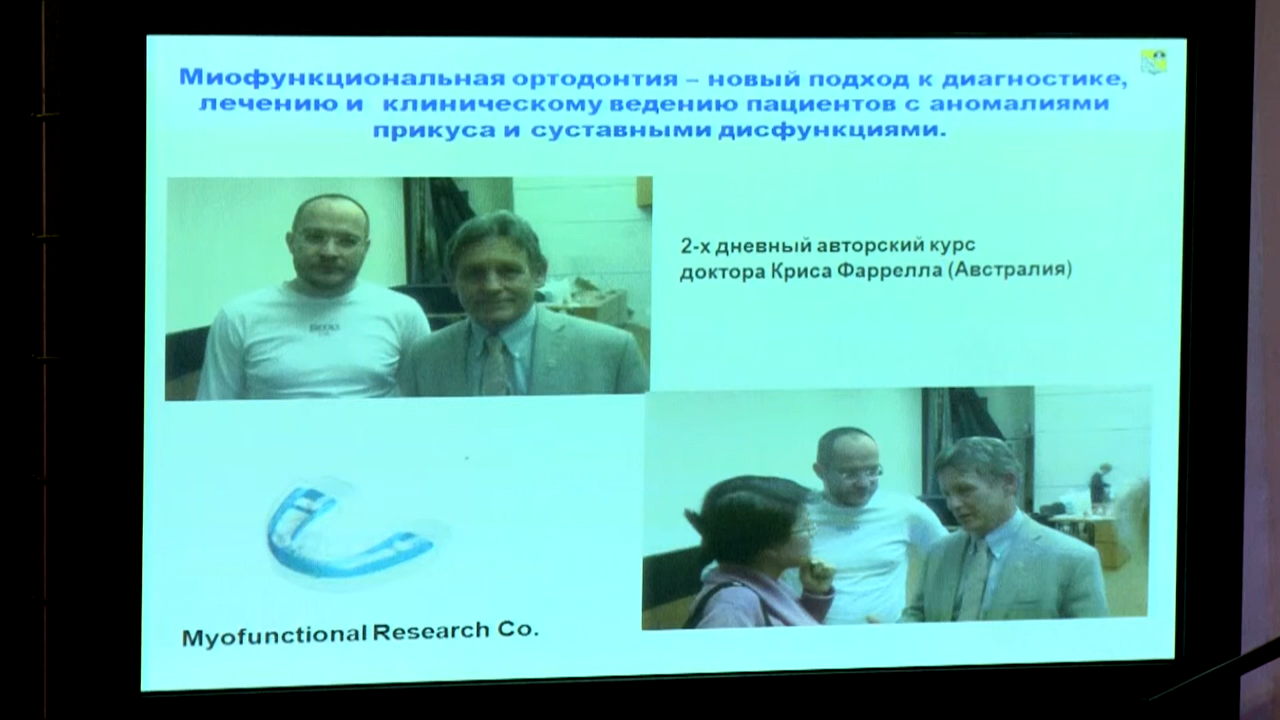 Миофункциональная ортодонтия – новый подход к диагностике,
лечению и клиническому ведению пациентов с аномалиями
прикуса и суставными дисфункциями.
2-х дневный авторский курс
доктора Криса Фаррелла (Австралия)
Myofunctional Research Co.